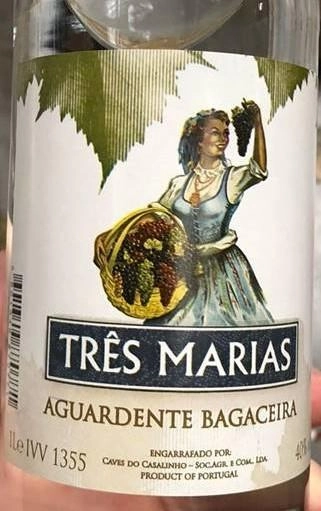 TRÊS MARIAS
AGUARDENTE BAGACEIRA
1Le IVV 1355
ENGARRAFADO POR:
CAVES DO CASALINHO – SOC.AGR. E COM., LDA.
PRODUCT OF PORTUGAL
40%